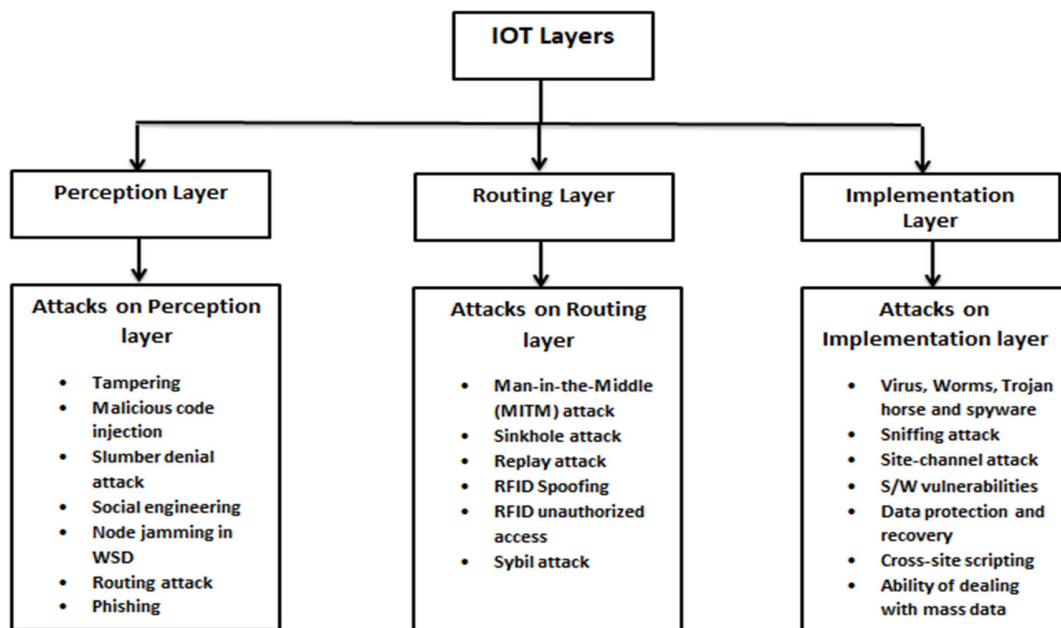 IOT Layers
Perception Layer
Routing Layer
Implementation
Layer
Attacks on Perception
layer
• Tampering
• Malicious code
injection
• Slumber denial
attack
• Social engineering
• Node jamming in
WSD
• Routing attack
• Phishing
Attacks on Routing
layer
• Man-in-the-Middle
(MITM) attack
• Sinkhole attack
• Replay attack
• RFID Spoofing
• RFID unauthorized
access
• Sybil attack
Attacks on
Implementation layer
• Virus, Worms, Trojan
horse and spyware
• Sniffing attack
• Site-channel attack
• S/W vulnerabilities
• Data protection and
recovery
• Cross-site scripting
• Ability of dealing
with mass data